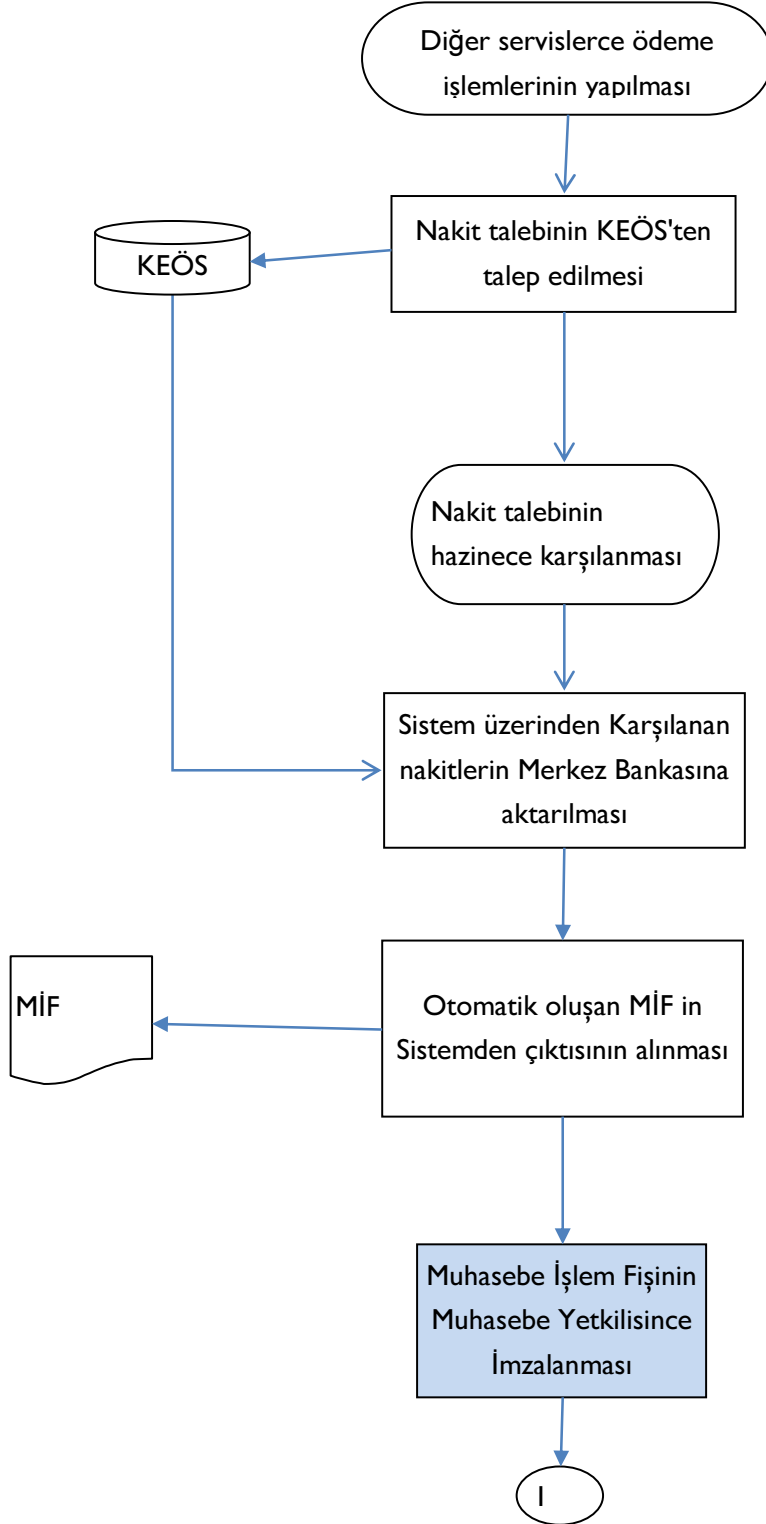 Diğer servislerce ödeme
işlemlerinin yapılması
Nakit talebinin KEÖS'ten
talep edilmesi
KEÖS
Nakit talebinin
hazinece karşılanması
Sistem üzerinden Karşılanan
nakitlerin Merkez Bankasına
aktarılması
MİF
Otomatik oluşan MİF in
Sistemden çıktısının alınması
Muhasebe İşlem Fişinin
Muhasebe Yetkilisince
İmzalanması
I